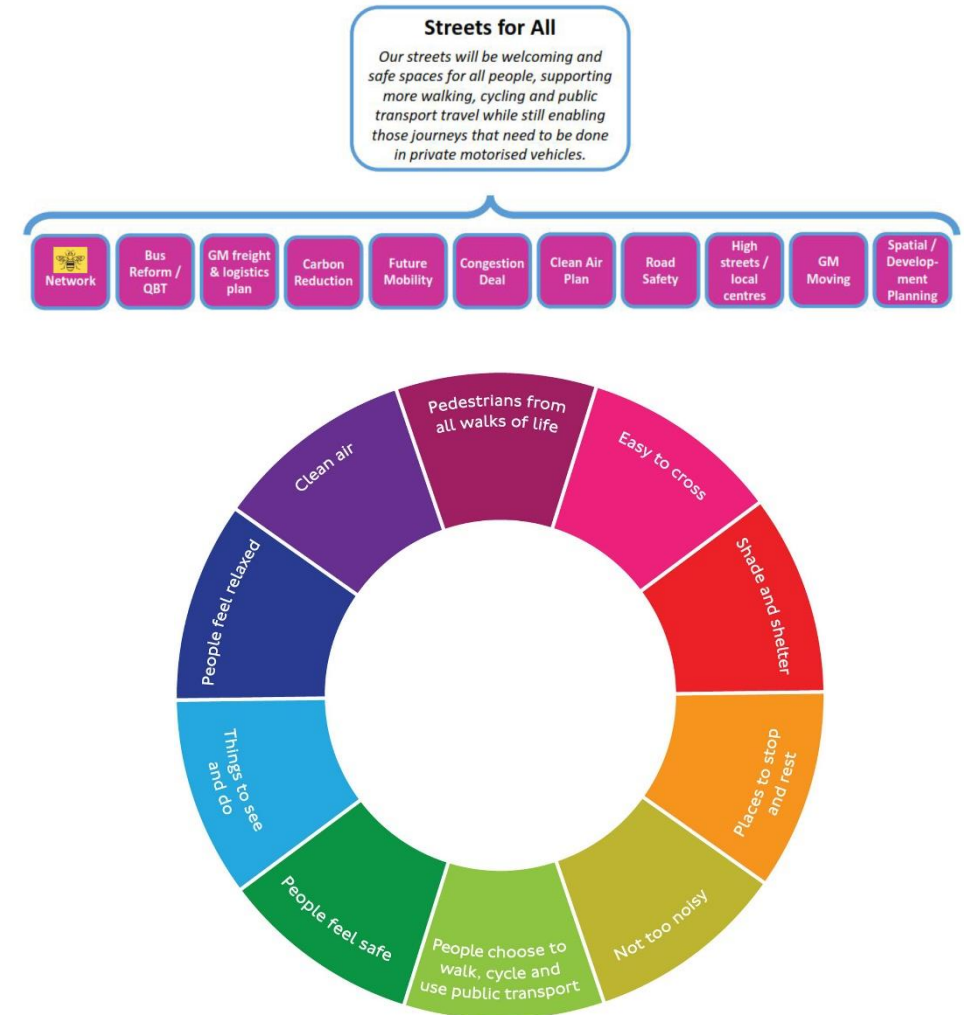 Streets for All
Our streets will be welcoming and
safe spaces for all people, supporting
more walking, cycling and public
transport travel while still enabling
those journeys that need to be done
in private motorised vehicles.
Network
Bus
Reform /
QBT
GM freight
& logistics
plan
Carbon
Reduction
Future
Mobility
Congestion
Deal
Clean Air
Plan
Road
Safety
High
streets /
local
centres
GM
Moving
Spatial /
Develop-
ment
Planning
Pedestrians from
all walks of life
Easy to cross
Shade and shelter
Places to stop
and rest
Not too noisy
People choose to
walk, cycle and
use public transport
People feel safe
Things to see
and do
People feel relaxed
Clean air